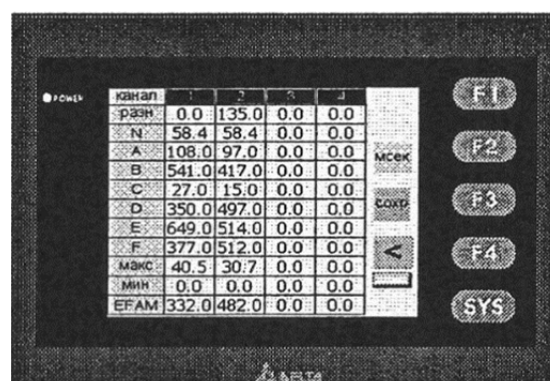 POWER
канал 1 2 3 4
разн 0.0 135.0 0.0 0.0
N 58.4 58.4 0.0 0.0
A 108.0 97.0 0.0 0.0
B 541.0 417.0 0.0 0.0
C 27.0 15.0 0.0 0.0
D 350.0 497.0 0.0 0.0
E 649.0 514.0 0.0 0.0
F 377.0 512.0 0.0 0.0
макс 40.5 30.7 0.0 0.0
мин 0.0 0.0 0.0 0.0
EFAM 332.0 482.0 0.0 0.0
мсек
сохр
<
F1
F2
F3
F4
SYS
DELTA